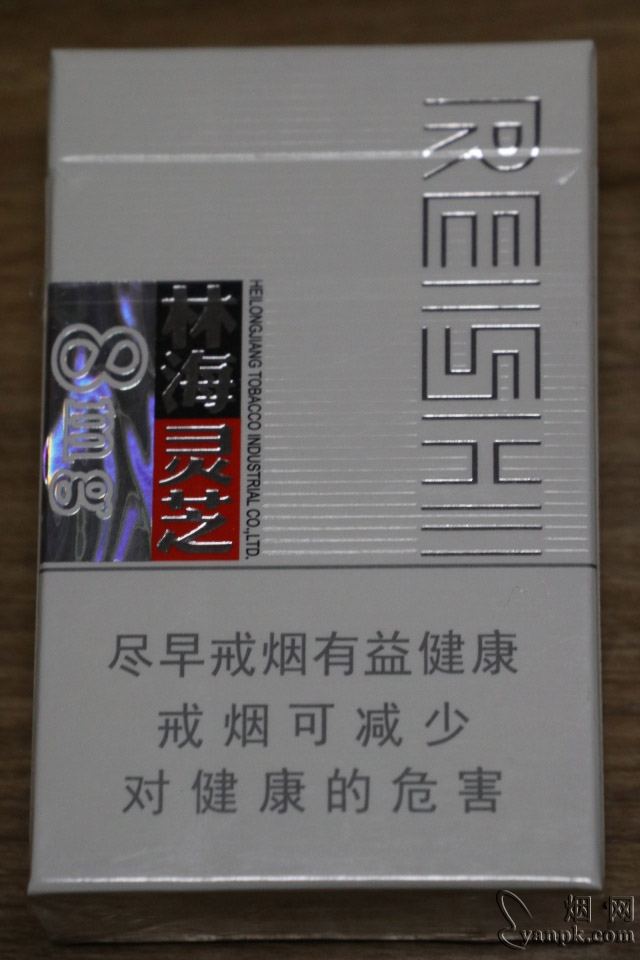 REISHI
林海灵芝
8mg
HEILONGJIANG TOBACCO INDUSTRIAL CO.,LTD.
尽早戒烟有益健康
戒烟可减少
对健康的危害
烟网
yanpk.com